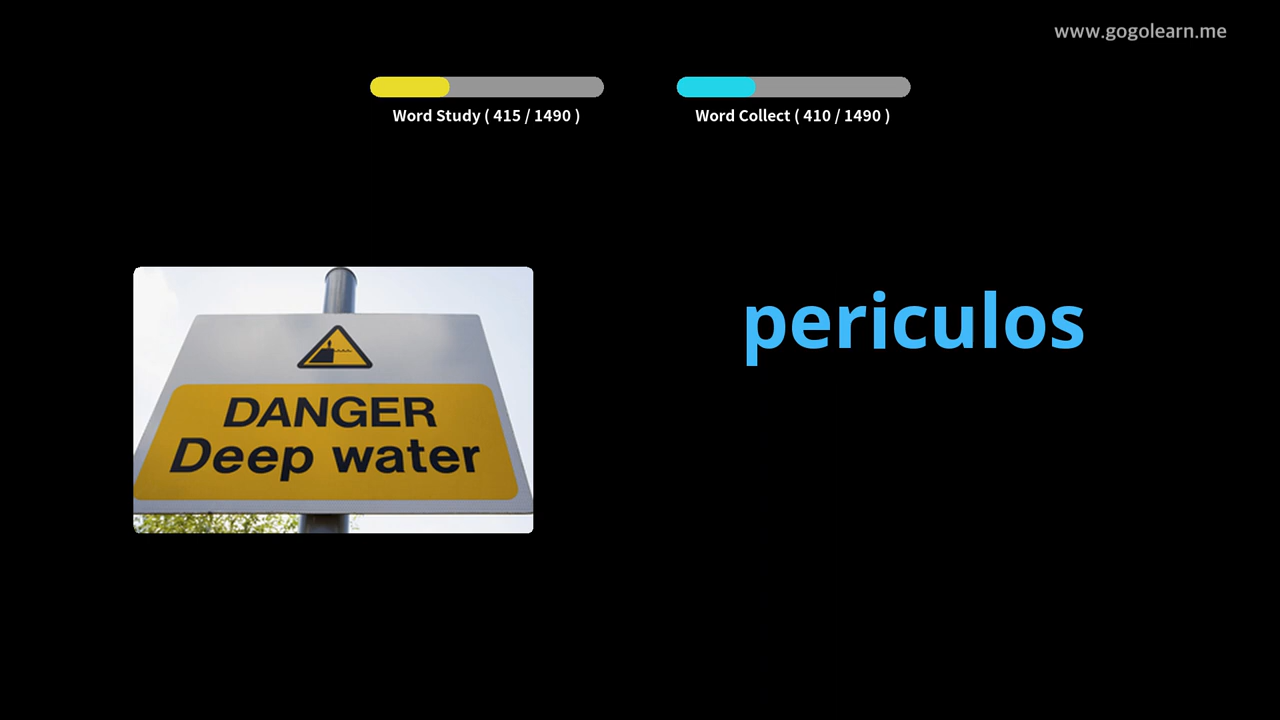 www.gogolearn.me
Word Study ( 415 / 1490 )
Word Collect ( 410 / 1490 )
DANGER
Deep water
periculos